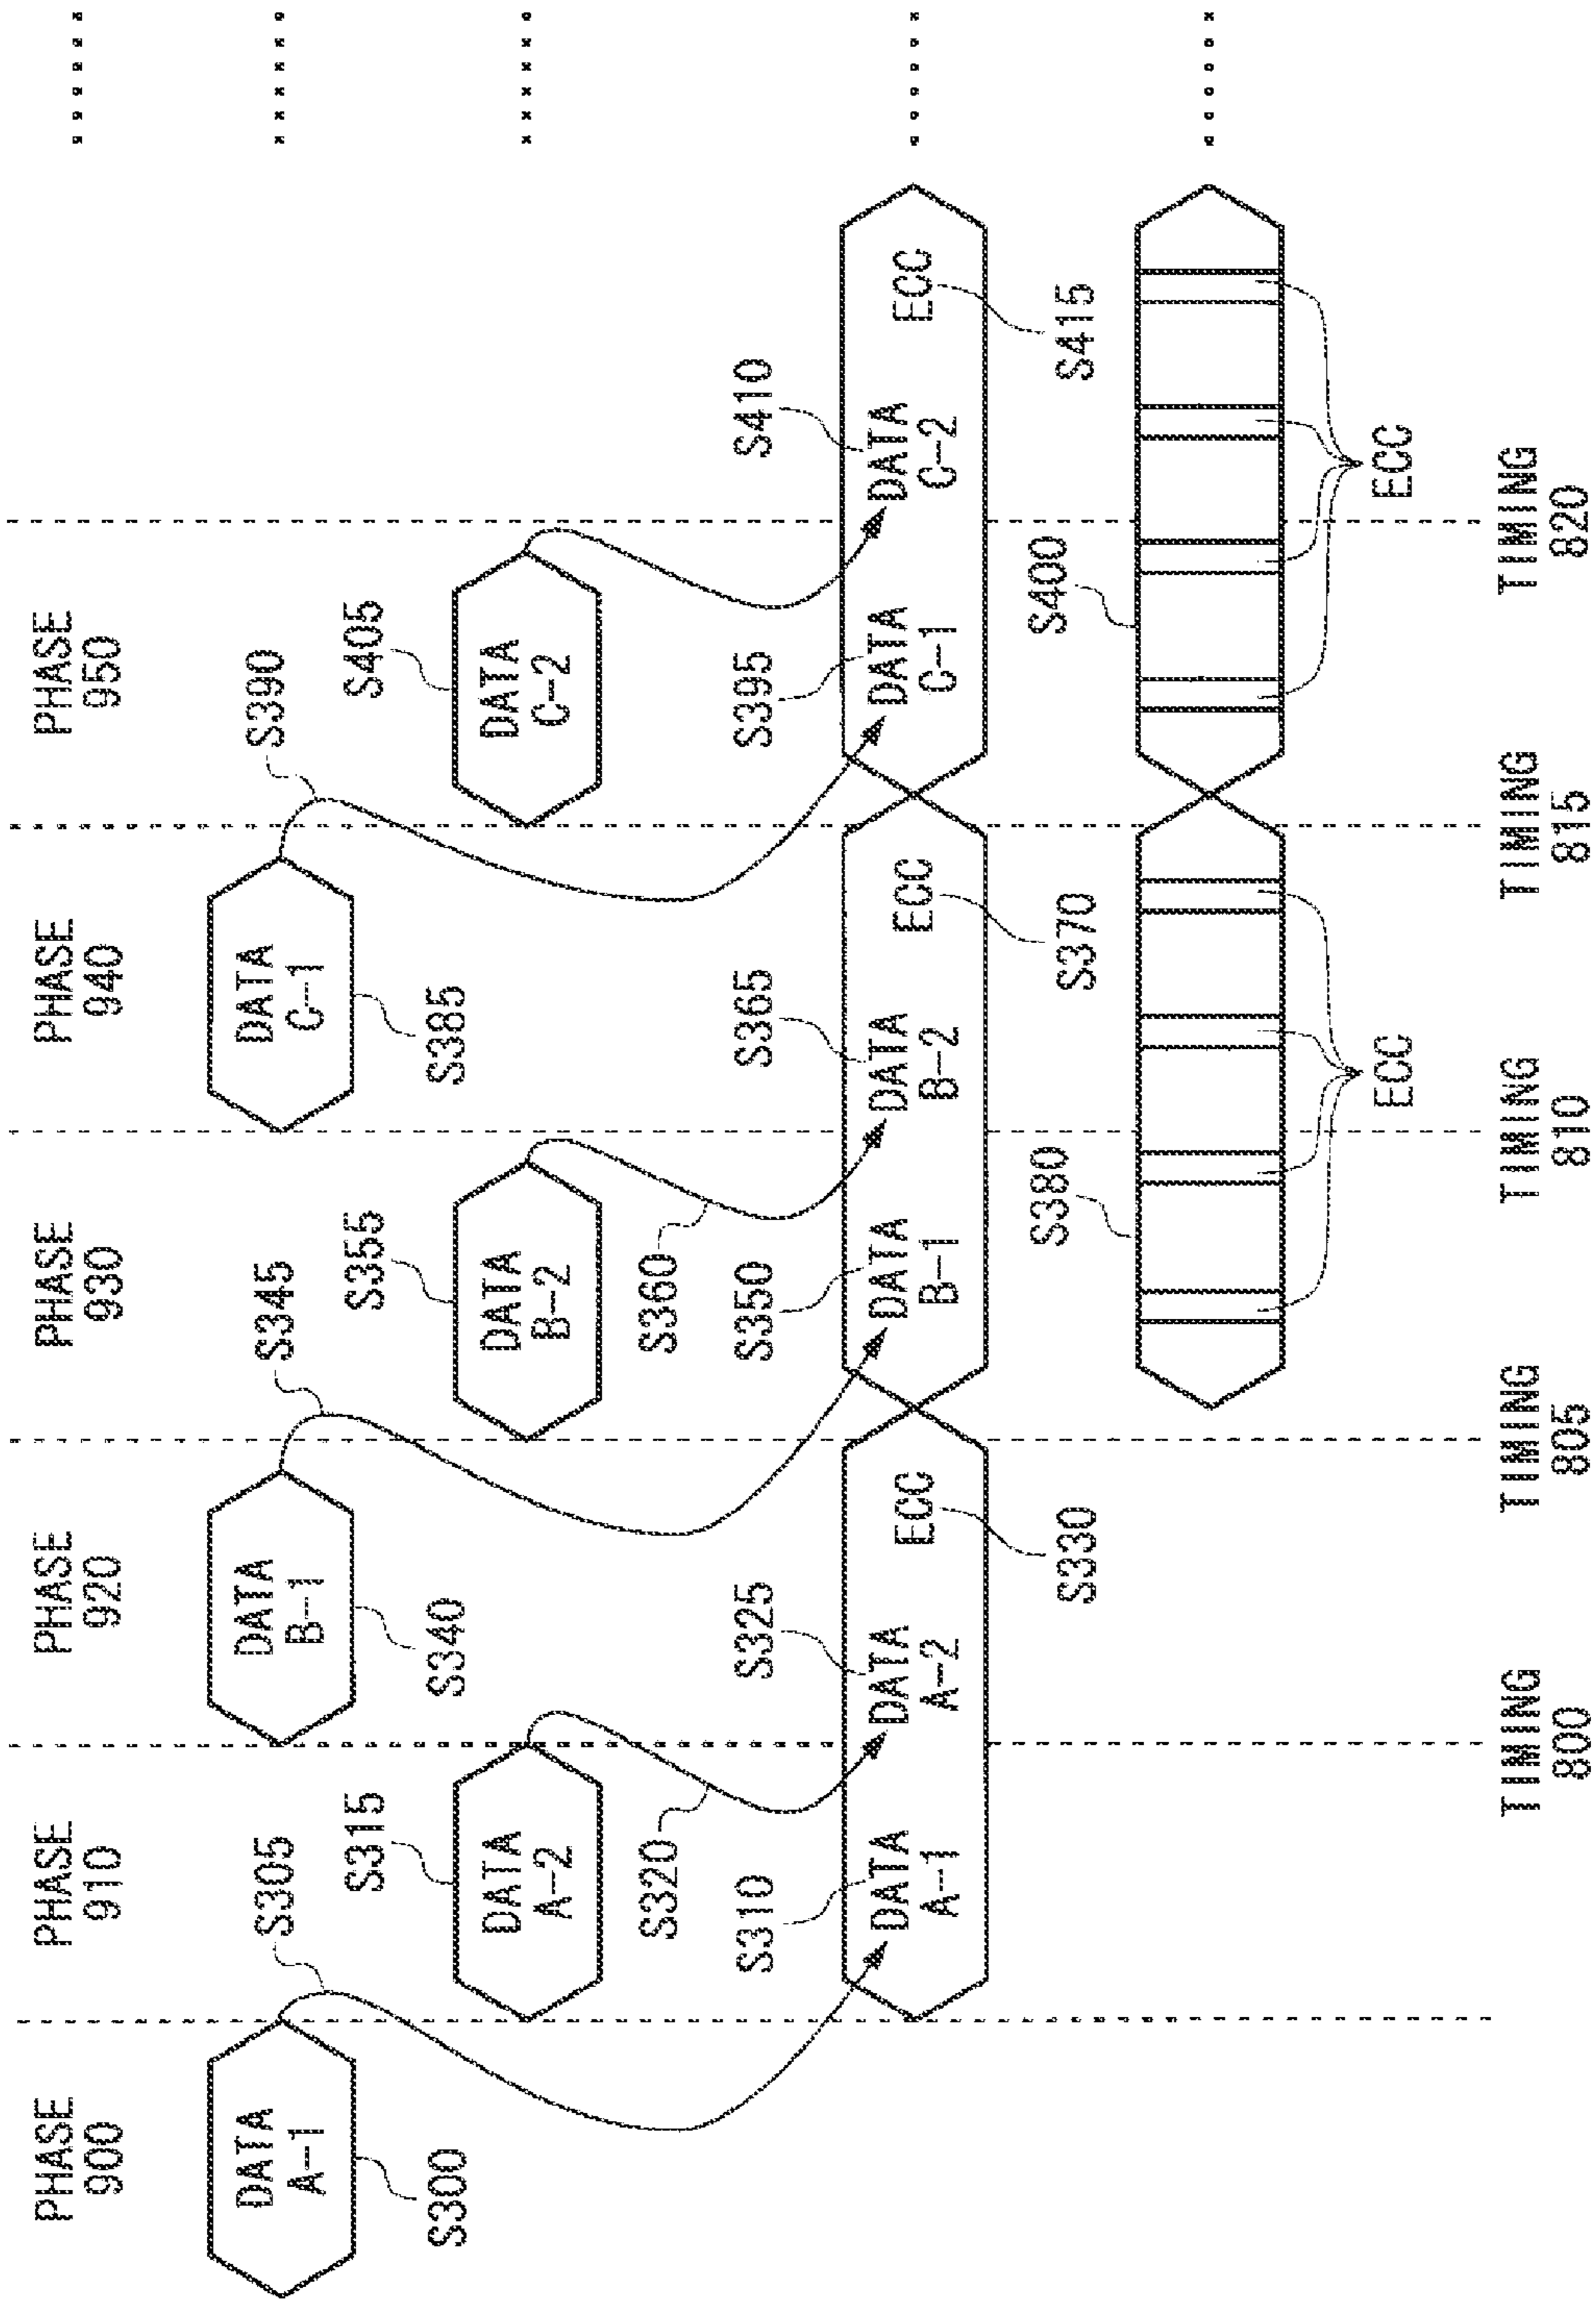 PHASE
900
PHASE
910
PHASE
920
PHASE
930
PHASE
940
PHASE
950
DATA
A-1
S300
S305
DATA
B-1
S340
S345
DATA
C-1
S385
S390
S315
DATA
A-2
S320
S355
DATA
B-2
S360
S405
DATA
C-2
S310
DATA
A-1
S325
DATA
A-2
ECC
S330
S350
DATA
B-1
S365
DATA
B-2
ECC
S370
S395
DATA
C-1
S410
DATA
C-2
ECC
S415
S380
ECC
S400
ECC
TIMING
800
TIMING
805
TIMING
810
TIMING
815
TIMING
820